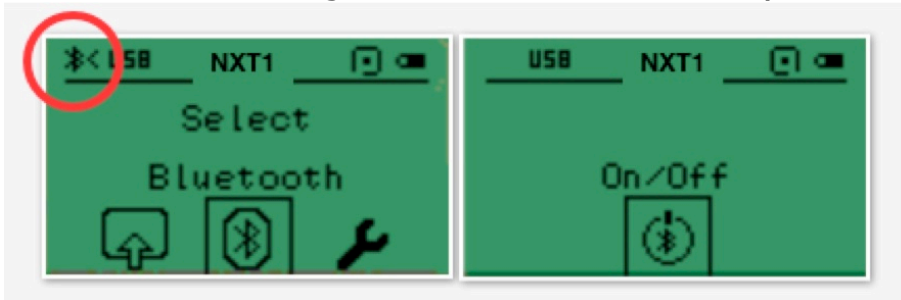 USB NXT1
Select
Bluetooth
USB NXT1
On/Off